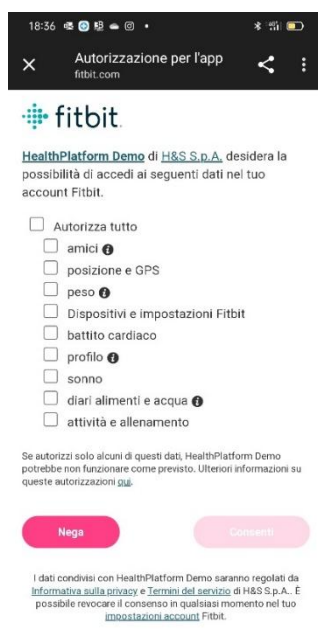 18:36
Autorizzazione per l'app
fitbit.com
fitbit
HealthPlatform Demo di H&S S.p.A. desidera la
possibilità di accedi ai seguenti dati nel tuo
account Fitbit.
Autorizza tutto
amici
posizione e GPS
peso
Dispositivi e impostazioni Fitbit
battito cardiaco
profilo
sonno
diari alimenti e acqua
attività e allenamento
Se autorizzi solo alcuni di questi dati, HealthPlatform Demo
potrebbe non funzionare come previsto. Ulteriori informazioni su
queste autorizzazioni qui.
Nega
Consenti
I dati condivisi con HealthPlatform Demo saranno regolati da
Informativa sulla privacy e Termini del servizio di H&S S.p.A.. È
possibile revocare il consenso in qualsiasi momento nel tuo
impostazioni account Fitbit.